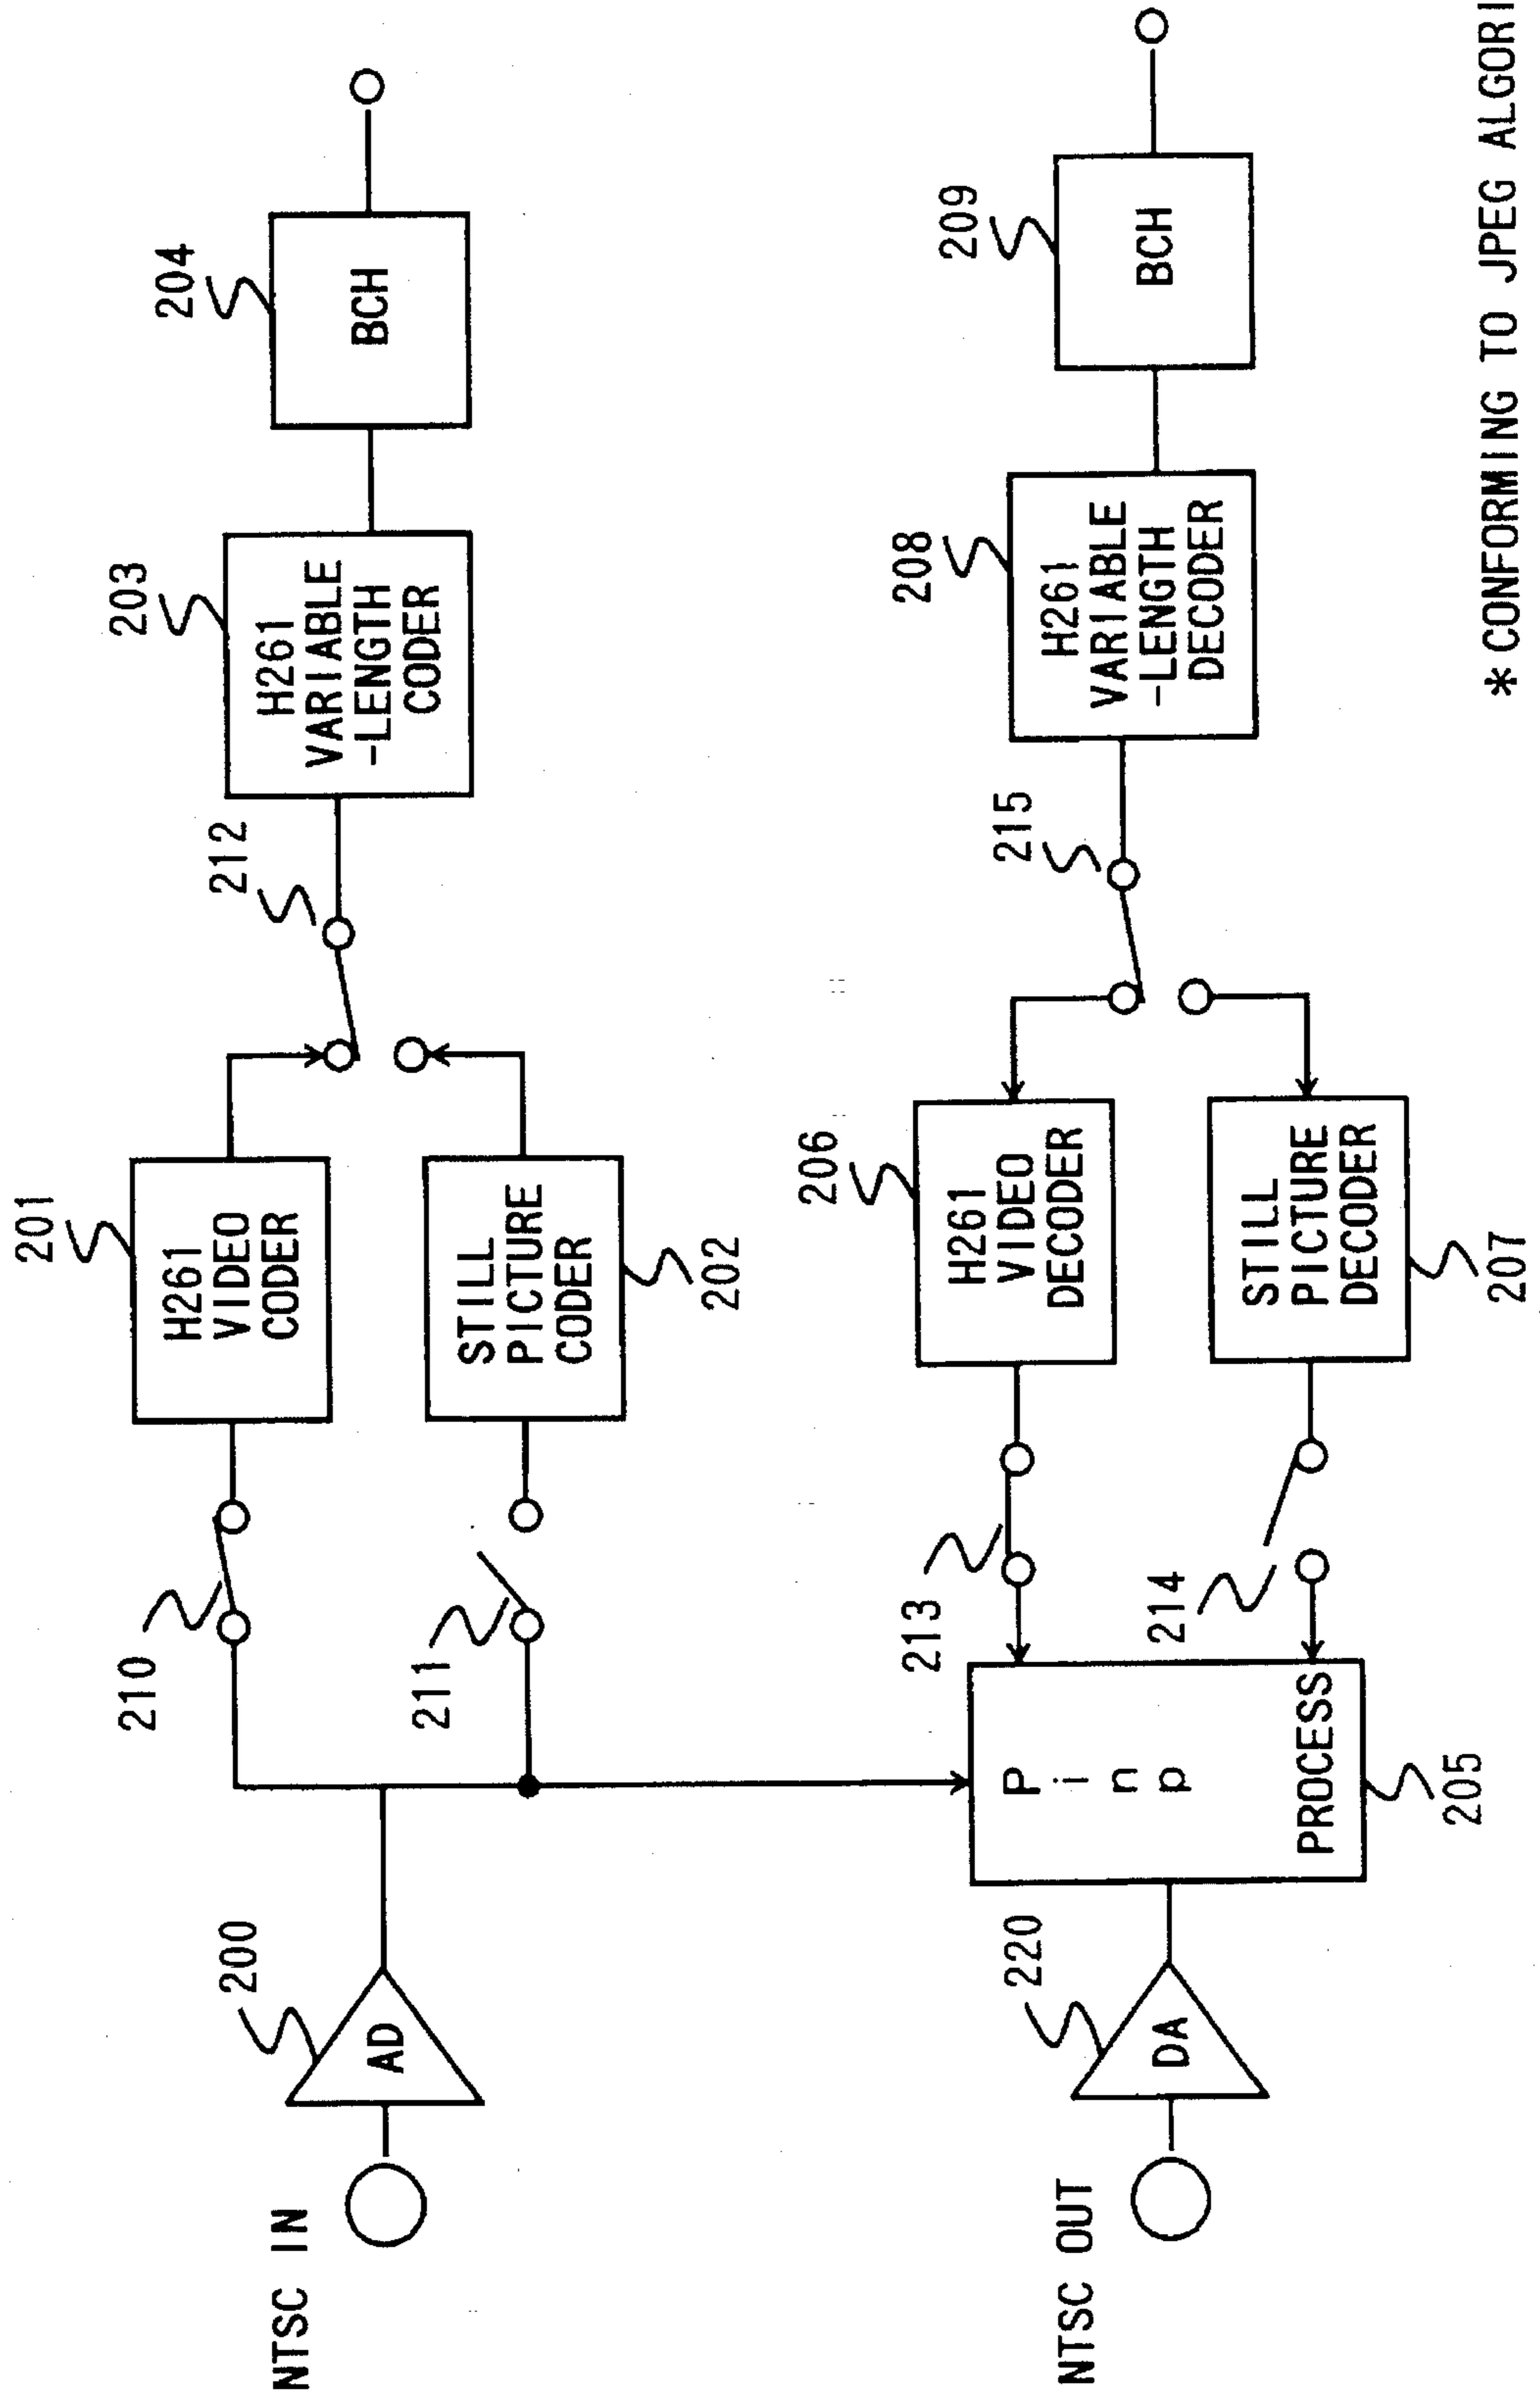 NTSC IN
200
AD
210
211
201
H261
VIDEO
CODER
STILL
PICTURE
CODER
202
212
203
H261
VARIABLE
-LENGTH
CODER
204
BCH
NTSC OUT
220
DA
P
i
n
p
PROCESS
205
213
214
206
H261
VIDEO
DECODER
STILL
PICTURE
DECODER
207
215
208
H261
VARIABLE
-LENGTH
DECODER
209
BCH
*CONFORMING TO JPEG ALGORI